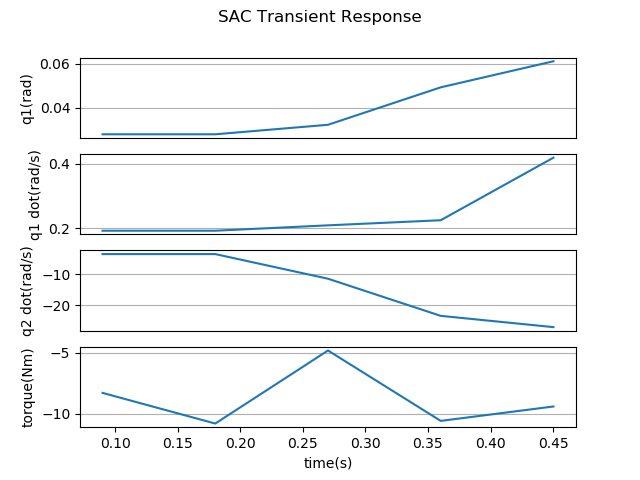 SAC Transient Response
q1(rad)
0.06
0.04
q1 dot(rad/s)
0.4
0.2
q2 dot(rad/s)
−10
−20
torque(Nm)
−5
−10
0.10 0.15 0.20 0.25 0.30 0.35 0.40 0.45
time(s)